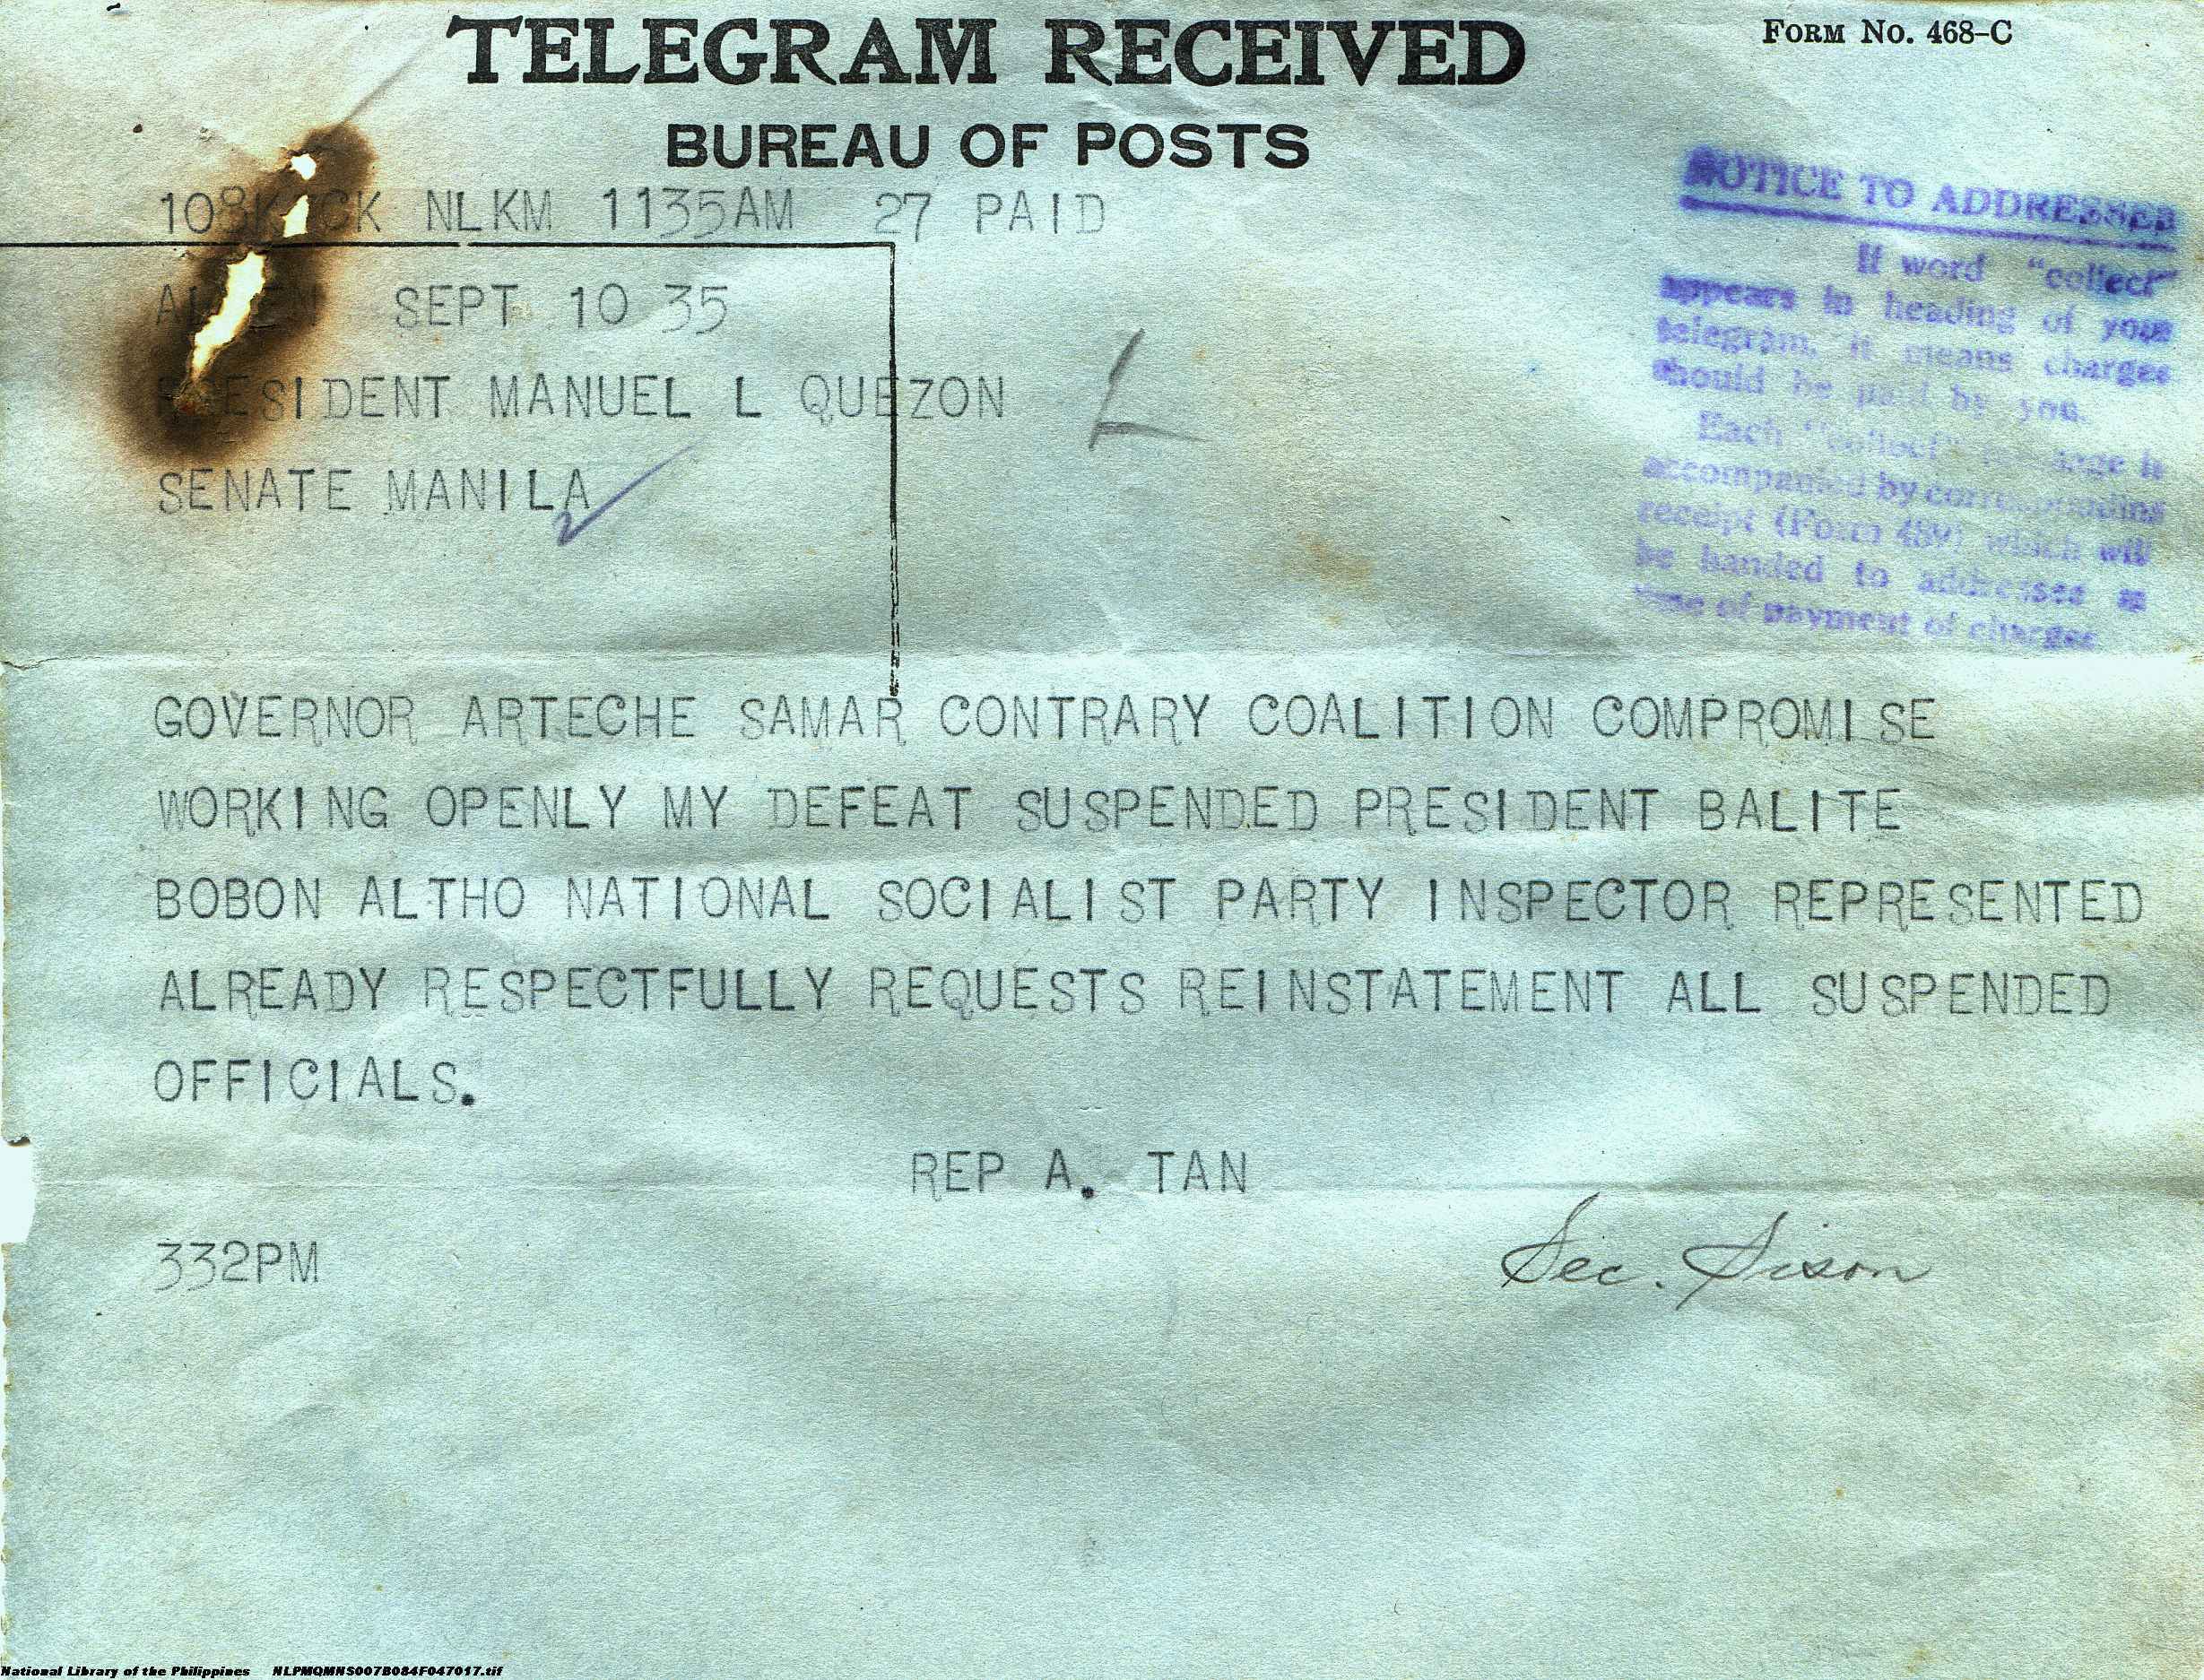 TELEGRAM RECEIVED
FORM NO. 468-C
BUREAU OF POSTS
NLKM 1135AM 27 PAID
SEPT 10 35
PRESIDENT MANUEL L QUEZON
SENATE MANILA
L
NOTICE TO ADDRESSEE
If word "collect"
appears in heading of your
telegram, it means charges
should be paid by you.
Each "collect" message is
accompanied by corresponding
receipt (Form 489) which will
be handed to addressee at
time of payment of charges
GOVERNOR ARTECHE SAMAR CONTRARY COALITION COMPROMISE
WORKING OPENLY MY DEFEAT SUSPENDED PRESIDENT BALITE
BOBON ALTHO NATIONAL SOCIALIST PARTY INSPECTOR REPRESENTED
ALREADY RESPECTFULLY REQUESTS REINSTATEMENT ALL SUSPENDED
OFFICIALS.
REP A. TAN
332PM
Sec. Sison
National Library of the Philippines NLPMQMNS007B084F047017.tif